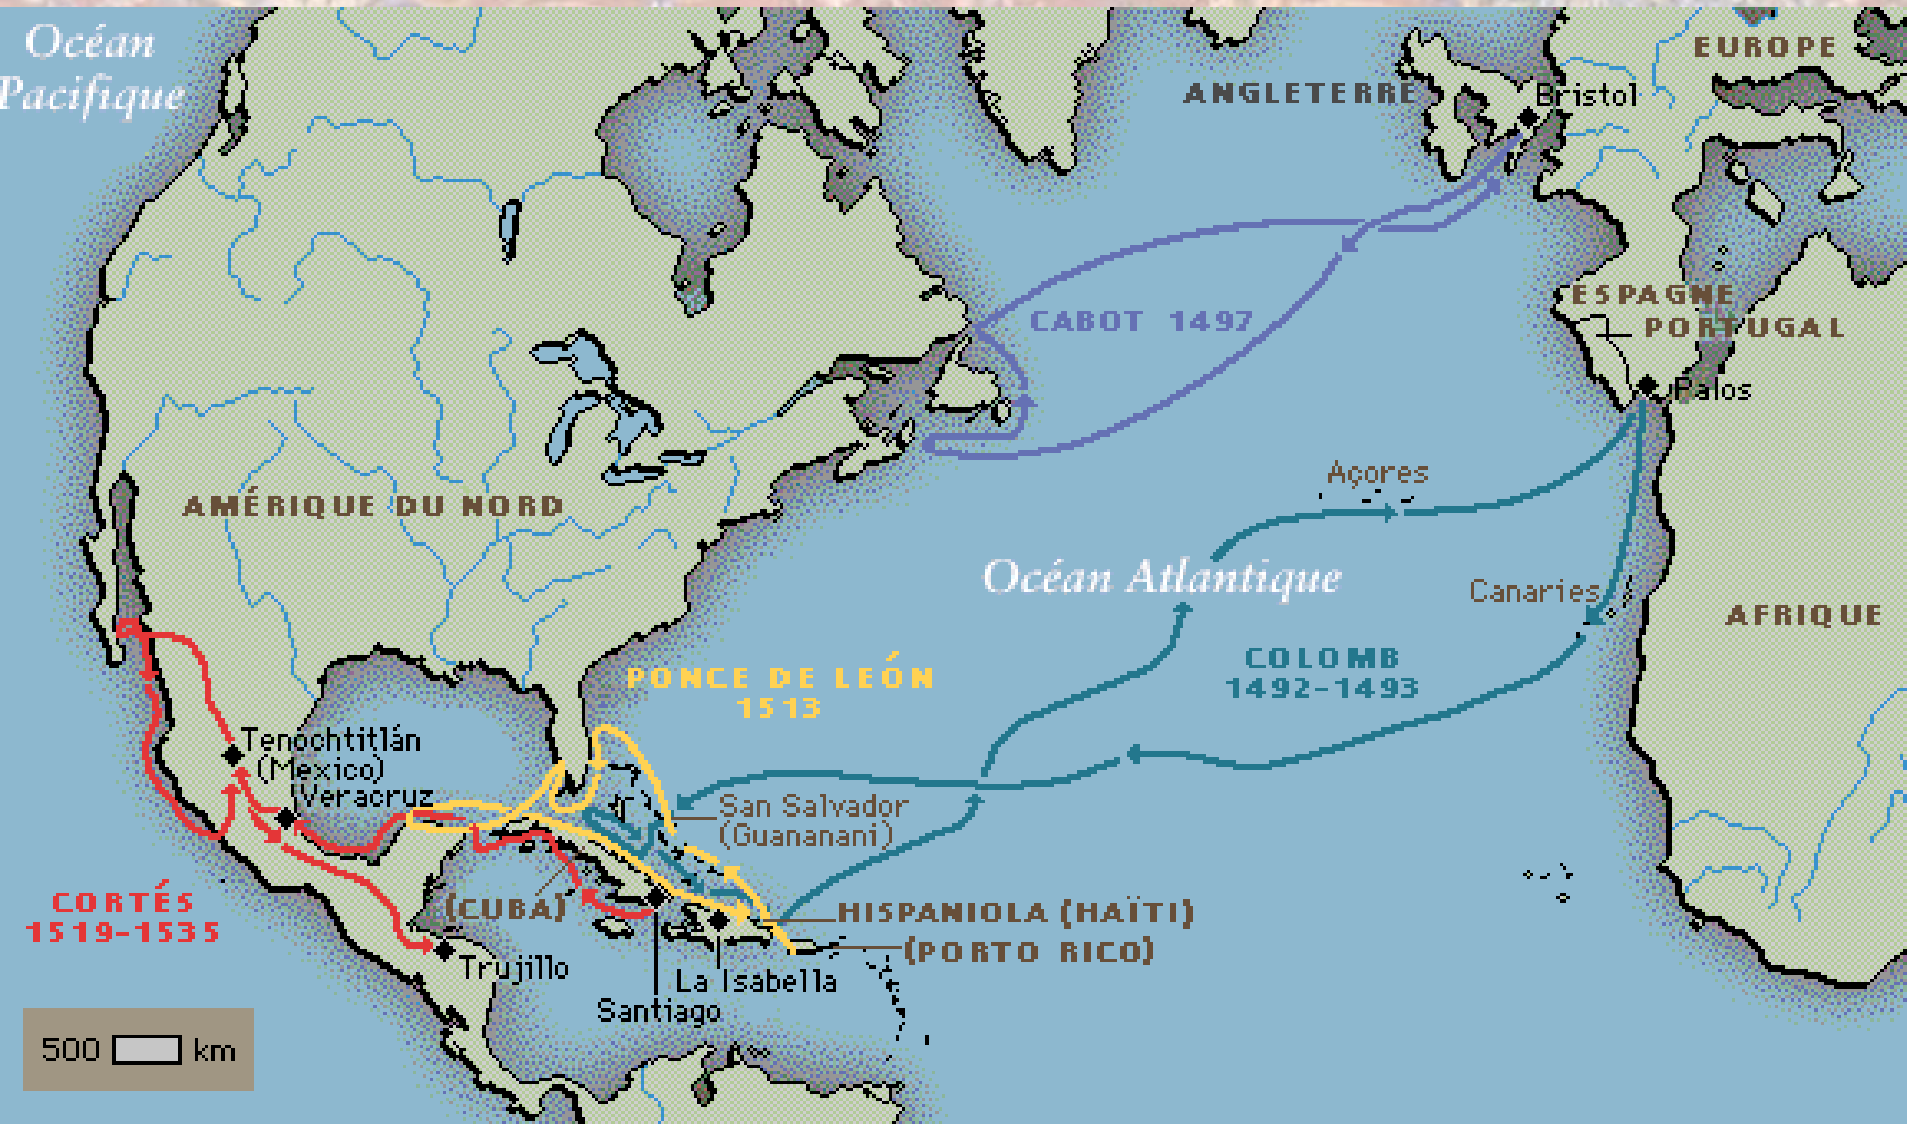 Océan
Pacifique
EUROPE
ANGLETERRE
Bristol
CABOT 1497
ESPAGNE
PORTUGAL
Palos
Açores
AMÉRIQUE DU NORD
Océan Atlantique
Canaries
AFRIQUE
PONCE DE LEÓN
1513
COLOMB
1492-1493
Tenochtitlán
(Mexico)
Veracruz
San Salvador
(Guananani)
CORTÉS
1519-1535
(CUBA)
HISPANIOLA (HAÏTI)
(PORTO RICO)
Trujillo
La Isabella
Santiago
500 km